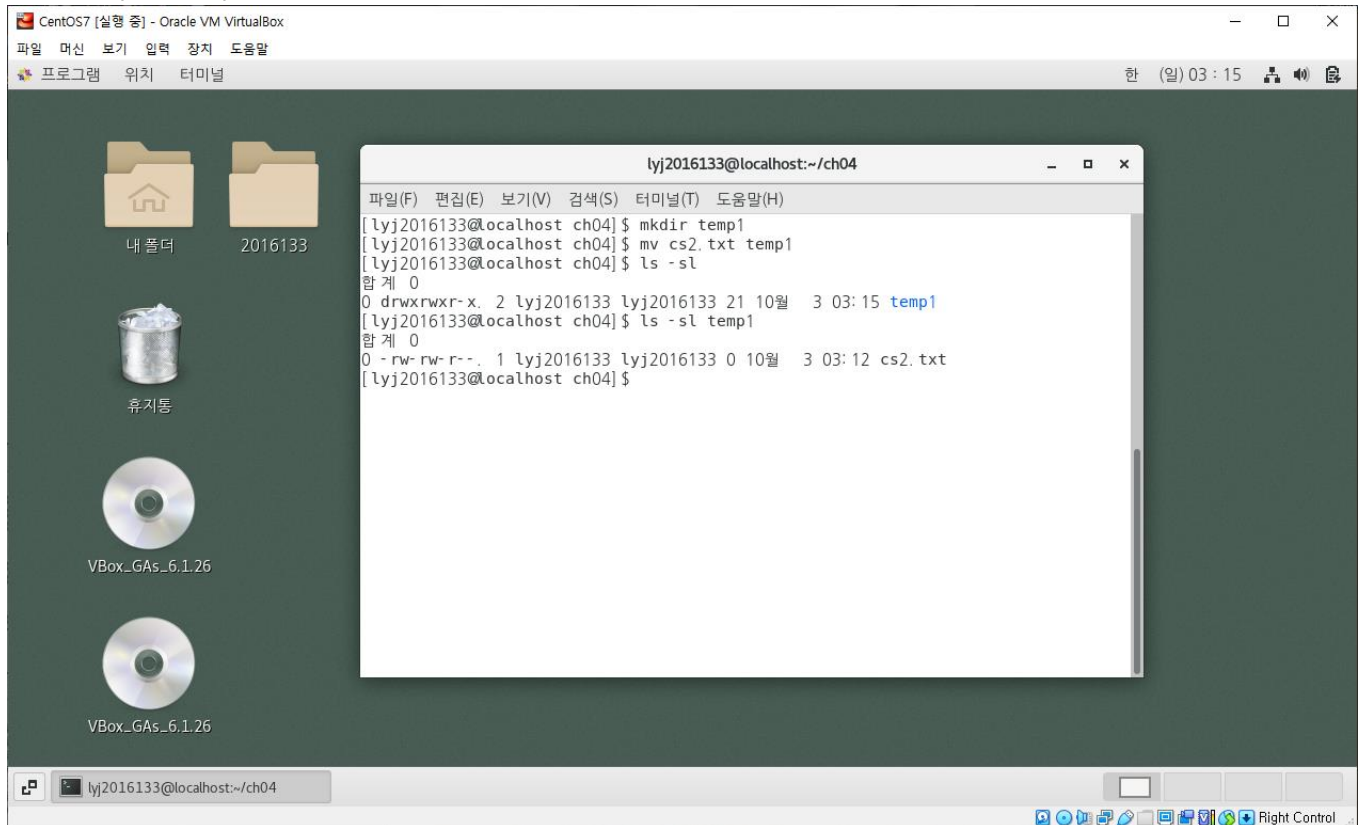 CentOS7 [실행 중] - Oracle VM VirtualBox
파일 머신 보기 입력 장치 도움말
프로그램 위치 터미널 한 (일) 03 : 15
내 폴더
2016133
휴지통
VBox_GAs_6.1.26
VBox_GAs_6.1.26
lyj2016133@localhost:~/ch04
파일(F) 편집(E) 보기(V) 검색(S) 터미널(T) 도움말(H)
[lyj2016133@localhost ch04]$ mkdir temp1
[lyj2016133@localhost ch04]$ mv cs2.txt temp1
[lyj2016133@localhost ch04]$ ls -sl
합계 0
0 drwxrwxr-x. 2 lyj2016133 lyj2016133 21 10월  3 03:15 temp1
[lyj2016133@localhost ch04]$ ls -sl temp1
합계 0
0 -rw-rw-r--. 1 lyj2016133 lyj2016133 0 10월  3 03:12 cs2.txt
[lyj2016133@localhost ch04]$
lyj2016133@localhost:~/ch04
Right Control